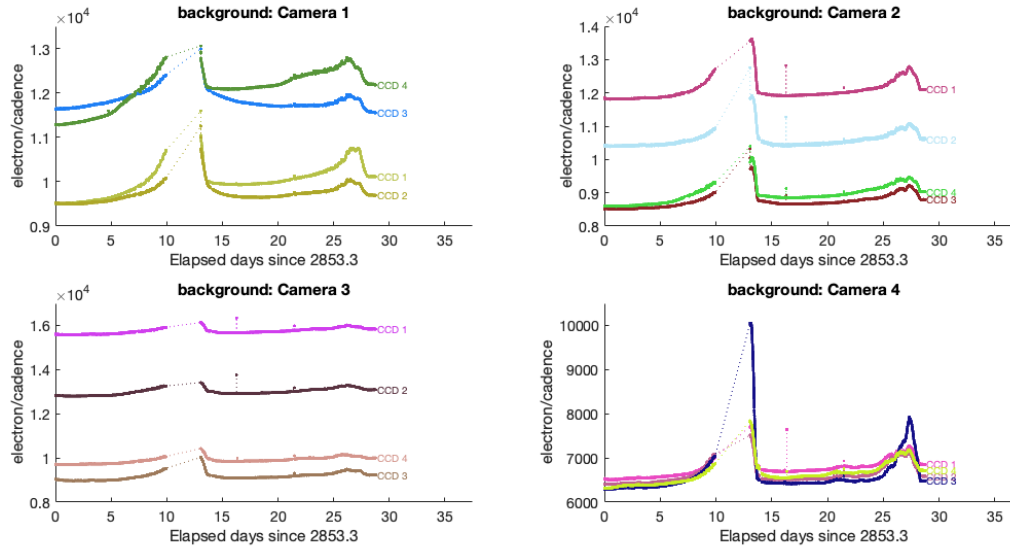 background: Camera 1
×10⁴
1.3
1.2
1.1
1
0.9
0 5 10 15 20 25 30 35
electron/cadence
Elapsed days since 2853.3
CCD 4
CCD 3
CCD 1
CCD 2
background: Camera 2
×10⁴
1.4
1.3
1.2
1.1
1
0.9
0.8
0 5 10 15 20 25 30 35
electron/cadence
Elapsed days since 2853.3
CCD 1
CCD 2
CCD 4
CCD 3
background: Camera 3
×10⁴
1.6
1.4
1.2
1
0.8
0 5 10 15 20 25 30 35
electron/cadence
Elapsed days since 2853.3
CCD 1
CCD 2
CCD 4
CCD 3
background: Camera 4
10000
9000
8000
7000
6000
0 5 10 15 20 25 30 35
electron/cadence
Elapsed days since 2853.3
CCD 1
CCD 3